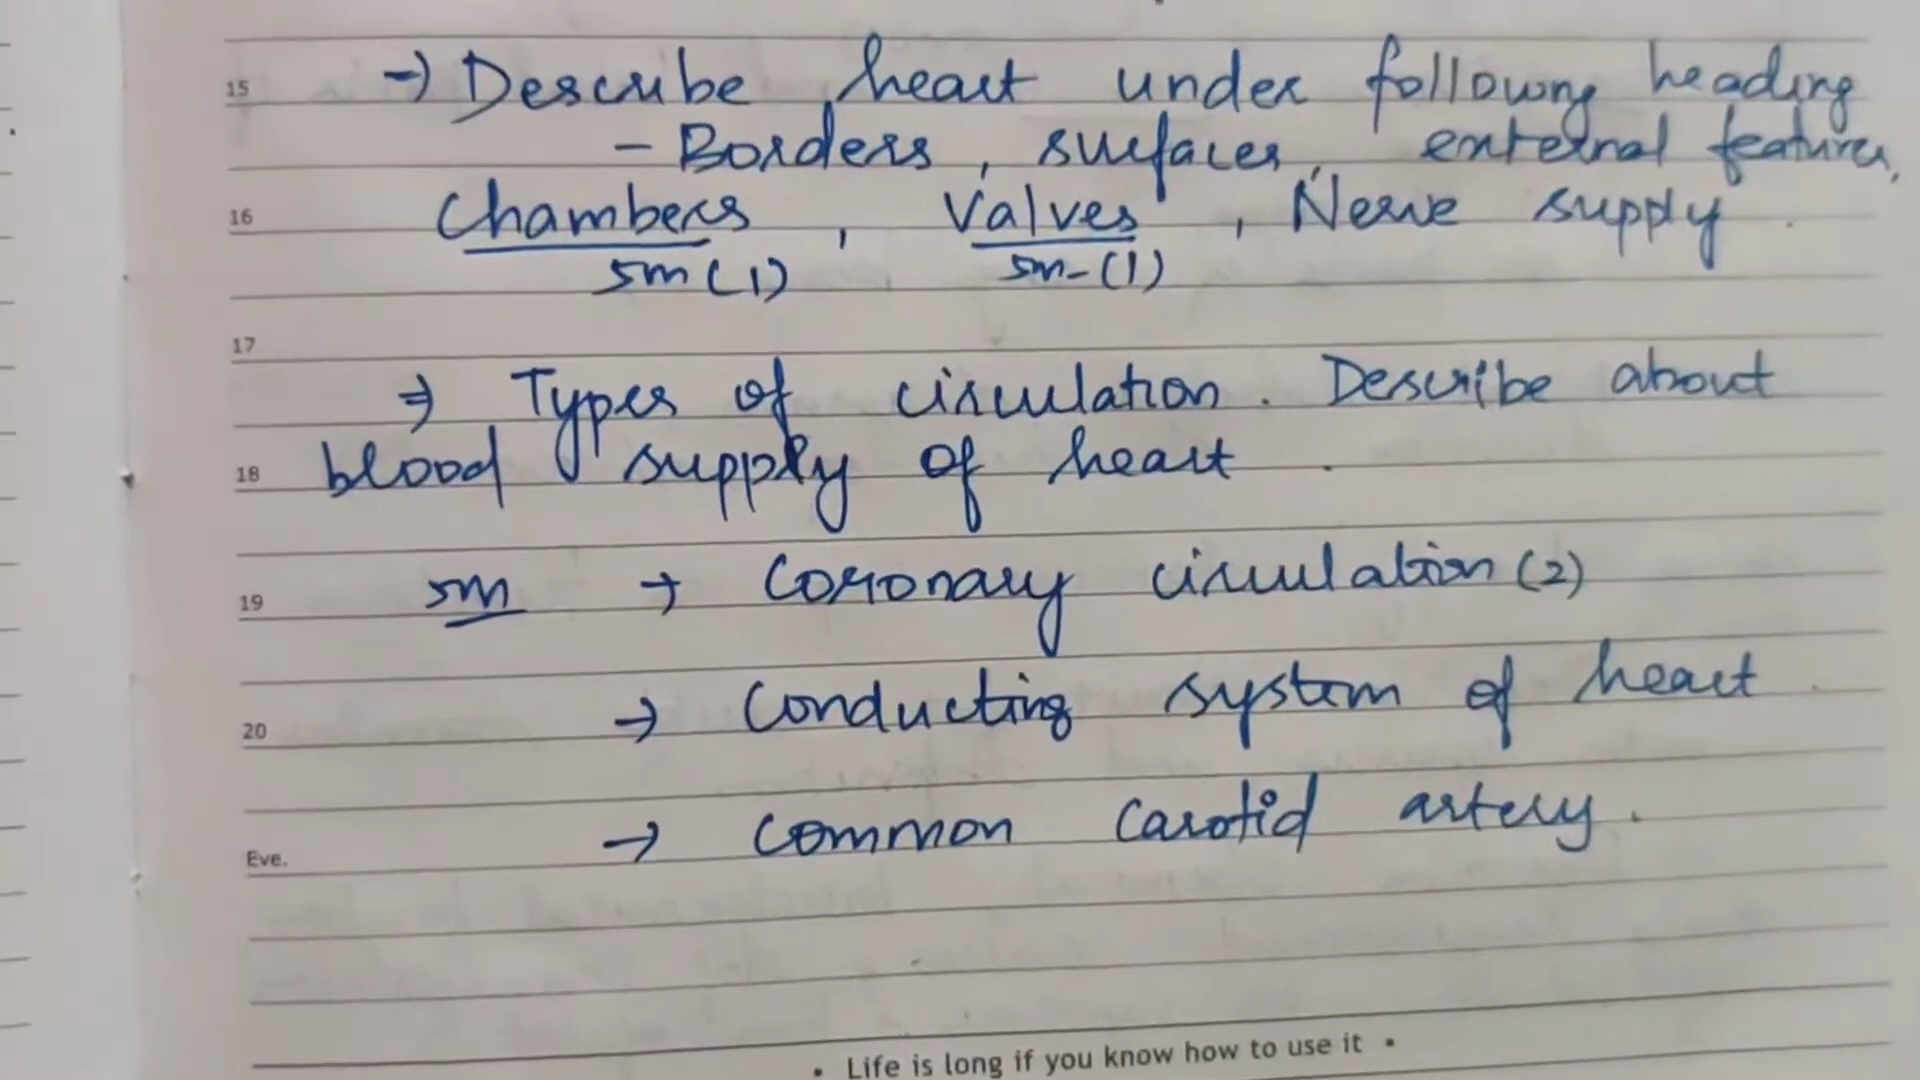 15 → Describe heart under following heading
- Borders, surfaces, external features,
16 Chambers, Valves, Nerve supply
5m (1) 5m-(1)
17
⇒ Types of circulation. Describe about
18 blood supply of heart.
19 5m → Coronary circulation (2)
20 → Conducting system of heart
→ Common Carotid artery.
Eve.
• Life is long if you know how to use it •